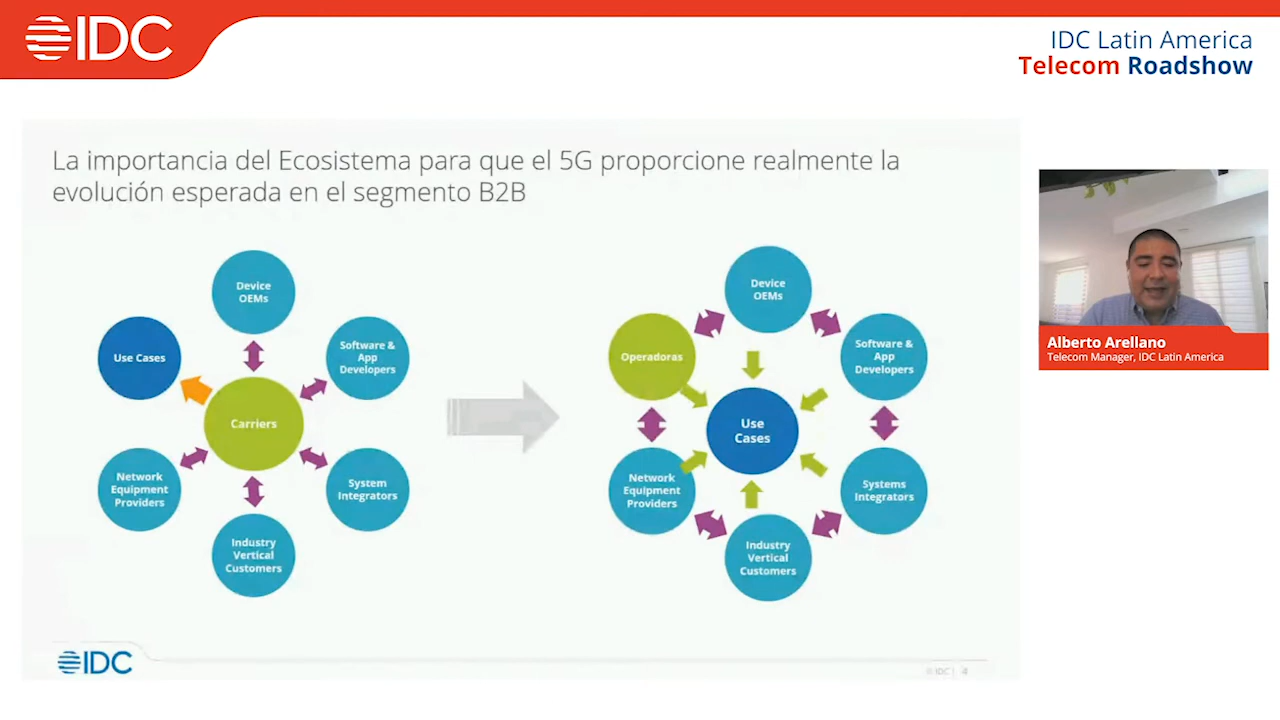 IDC
IDC Latin America
Telecom Roadshow
La importancia del Ecosistema para que el 5G proporcione realmente la
evolución esperada en el segmento B2B
Device
OEMs
Use Cases
Software &
App
Developers
Carriers
Network
Equipment
Providers
System
Integrators
Industry
Vertical
Customers
Device
OEMs
Operadoras
Software &
App
Developers
Use
Cases
Network
Equipment
Providers
Systems
Integrators
Industry
Vertical
Customers
Alberto Arellano
Telecom Manager, IDC Latin America
IDC
© IDC | 4